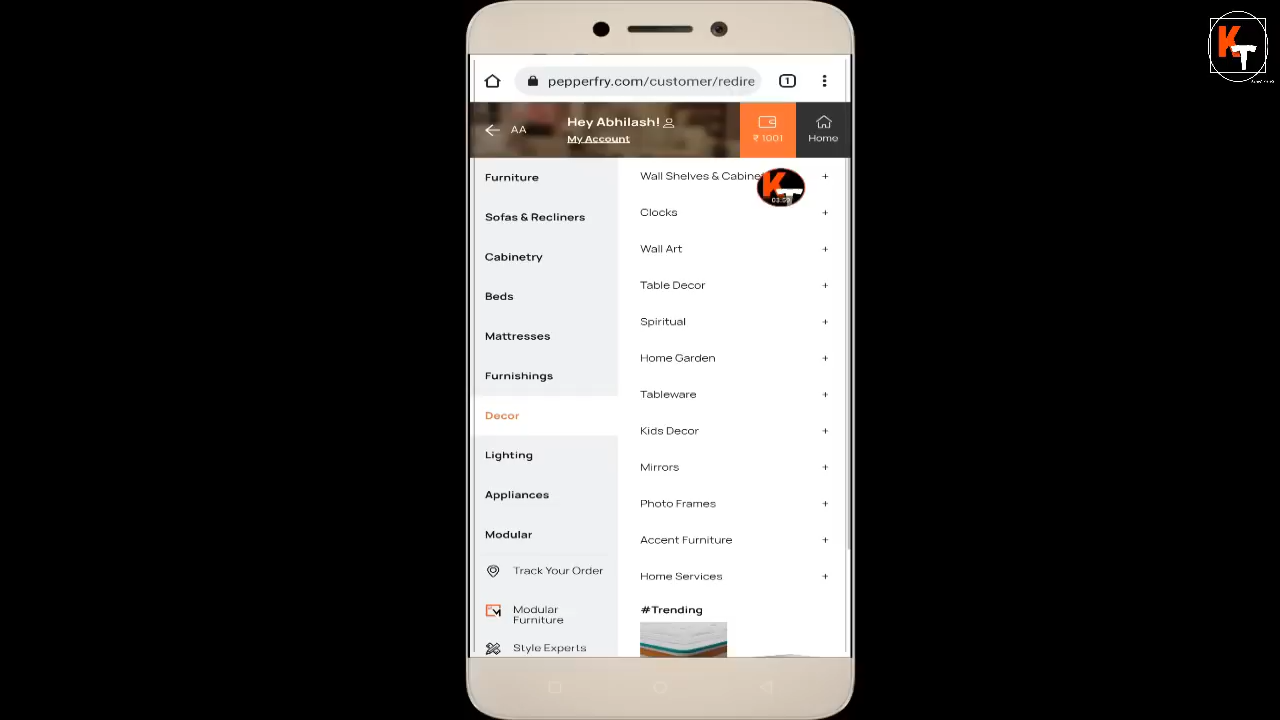 KT
1
pepperfry.com/customer/redire
AA
Hey Abhilash!
My Account
₹ 1001
Home
Furniture
Sofas & Recliners
Cabinetry
Beds
Mattresses
Furnishings
Decor
Lighting
Appliances
Modular
Track Your Order
Modular
Furniture
Style Experts
Wall Shelves & Cabine
+
KT
Clocks
+
Wall Art
+
Table Decor
+
Spiritual
+
Home Garden
+
Tableware
+
Kids Decor
+
Mirrors
+
Photo Frames
+
Accent Furniture
+
Home Services
+
#Trending